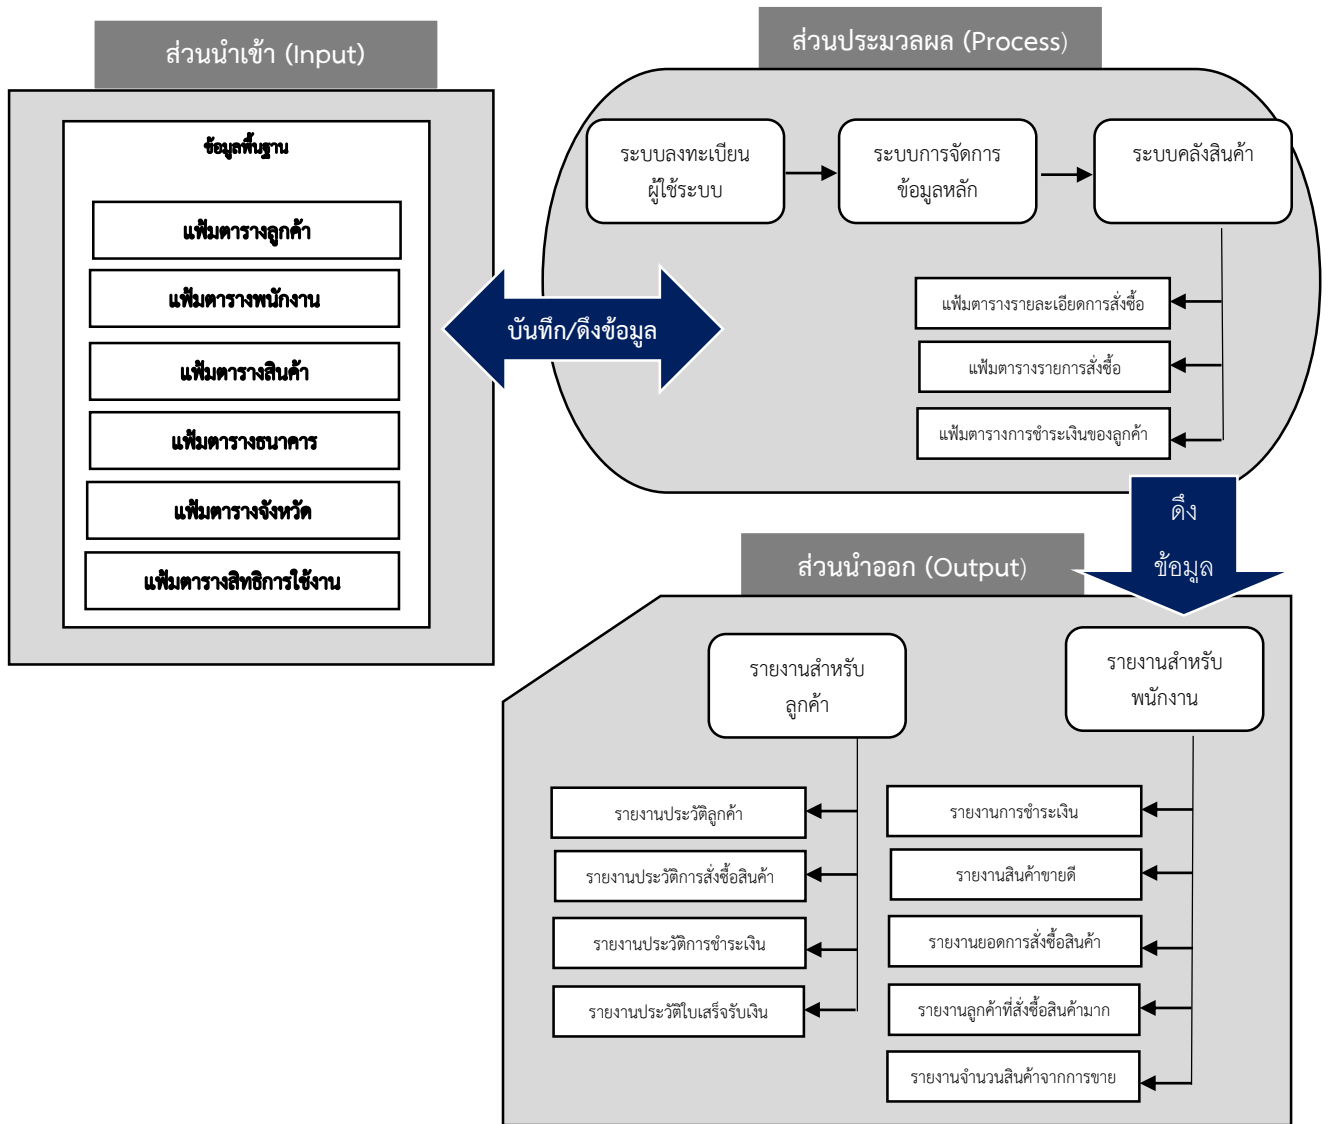 ส่วนนำเข้า (Input)
ข้อมูลพื้นฐาน
แฟ้มตารางลูกค้า
แฟ้มตารางพนักงาน
แฟ้มตารางสินค้า
แฟ้มตารางธนาคาร
แฟ้มตารางจังหวัด
แฟ้มตารางสิทธิการใช้งาน
บันทึก/ดึงข้อมูล
ส่วนประมวลผล (Process)
ระบบลงทะเบียน
ผู้ใช้ระบบ
ระบบการจัดการ
ข้อมูลหลัก
ระบบคลังสินค้า
แฟ้มตารางรายละเอียดการสั่งซื้อ
แฟ้มตารางรายการสั่งซื้อ
แฟ้มตารางการชำระเงินของลูกค้า
ดึง
ข้อมูล
ส่วนนำออก (Output)
รายงานสำหรับ
ลูกค้า
รายงานประวัติลูกค้า
รายงานประวัติการสั่งซื้อสินค้า
รายงานประวัติการชำระเงิน
รายงานประวัติใบเสร็จรับเงิน
รายงานสำหรับ
พนักงาน
รายงานการชำระเงิน
รายงานสินค้าขายดี
รายงานยอดการสั่งซื้อสินค้า
รายงานลูกค้าที่สั่งซื้อสินค้ามาก
รายงานจำนวนสินค้าจากการขาย